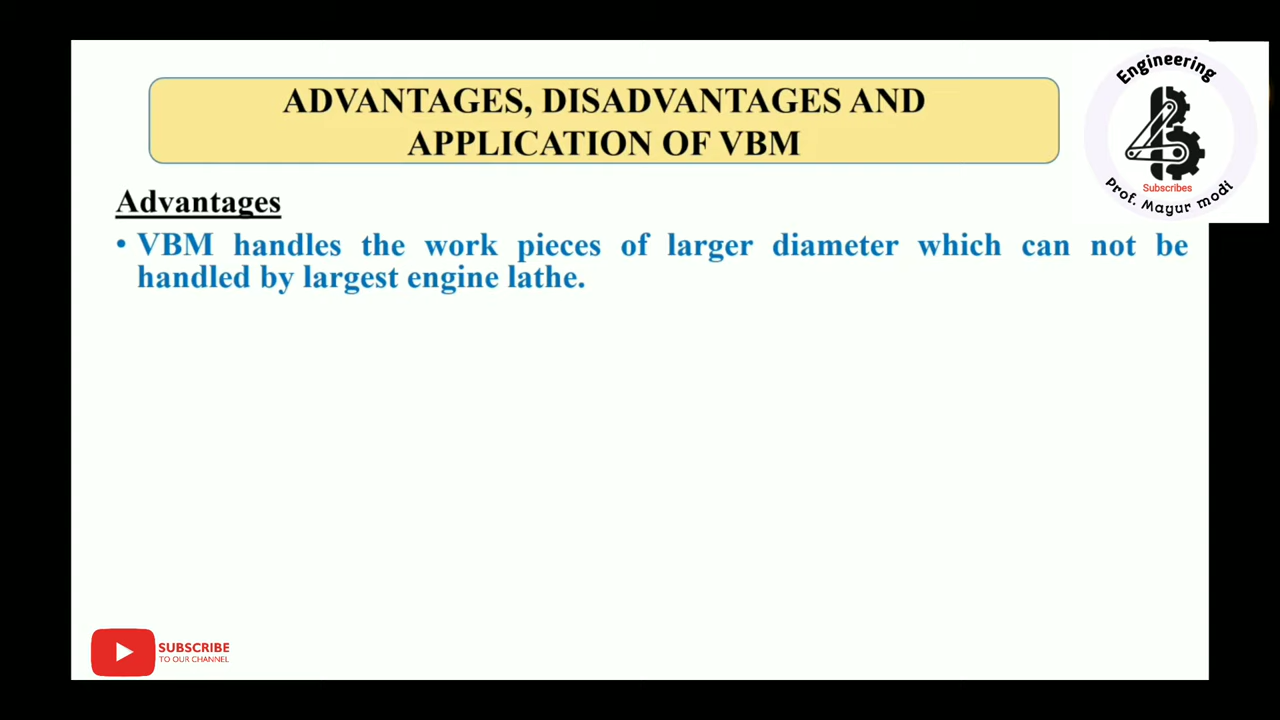 ADVANTAGES, DISADVANTAGES AND
APPLICATION OF VBM
Engineering
Subscribes
Prof. Mayur modi
Advantages
• VBM handles the work pieces of larger diameter which can not be
handled by largest engine lathe.
SUBSCRIBE
TO OUR CHANNEL